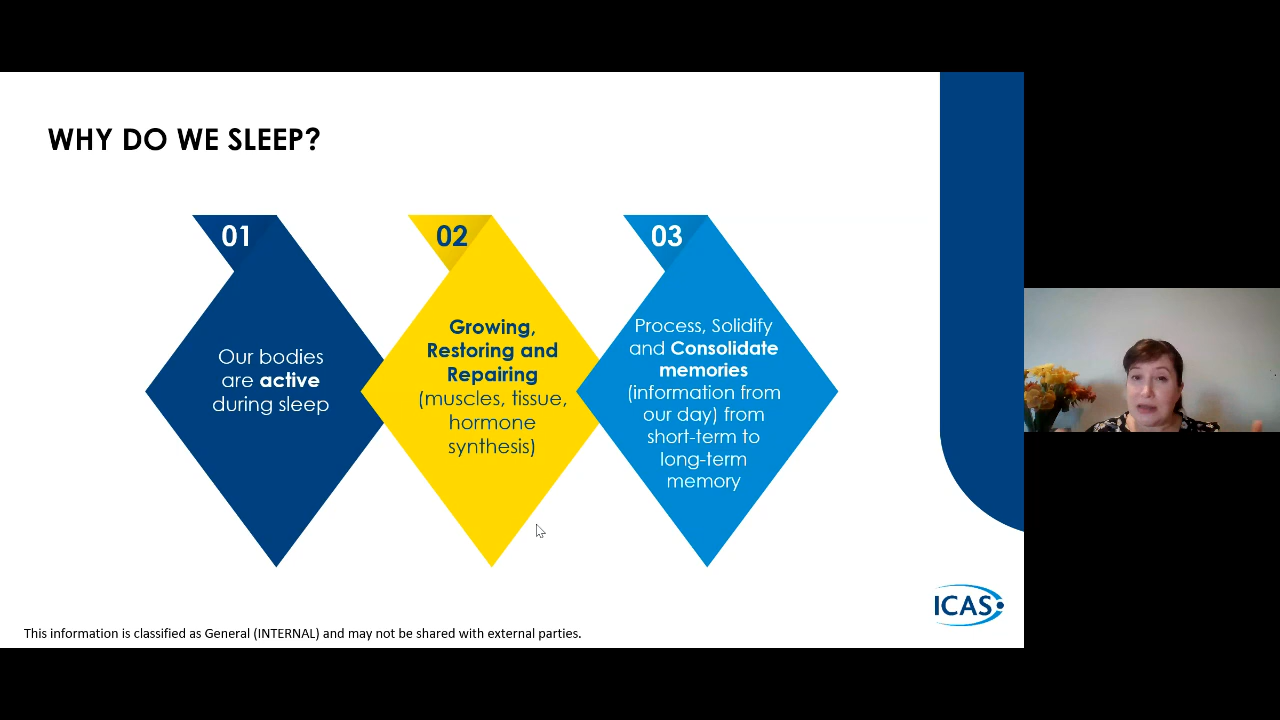 WHY DO WE SLEEP?
01
Our bodies
are active
during sleep
02
Growing,
Restoring and
Repairing
(muscles, tissue,
hormone
synthesis)
03
Process, Solidify
and Consolidate
memories
(information from
our day) from
short-term to
long-term
memory
ICAS
This information is classified as General (INTERNAL) and may not be shared with external parties.